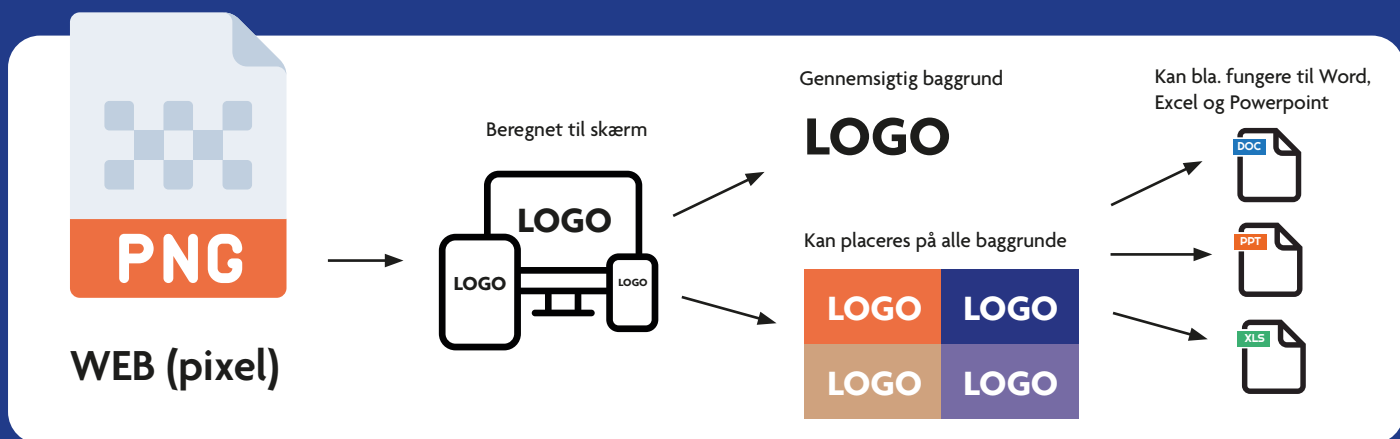 PNG
WEB (pixel)
Beregnet til skærm
LOGO
LOGO
LOGO
Gennemsigtig baggrund
LOGO
Kan placeres på alle baggrunde
LOGO
LOGO
LOGO
LOGO
Kan bla. fungere til Word,
Excel og Powerpoint
DOC
PPT
XLS